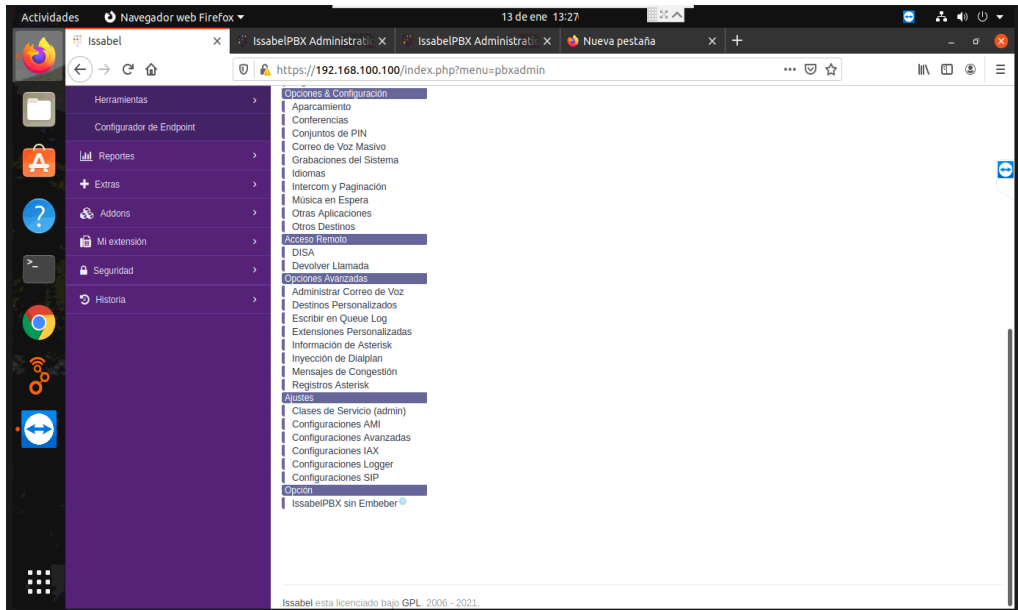 Actividades
Navegador web Firefox
13 de ene 13:27
Issabel
IssabelPBX Administratic
IssabelPBX Administratic
Nueva pestaña
https://192.168.100.100/index.php?menu=pbxadmin
Herramientas
Configurador de Endpoint
Reportes
Extras
Addons
Mi extensión
Seguridad
Historia
Opciones & Configuración
Aparcamiento
Conferencias
Conjuntos de PIN
Correo de Voz Masivo
Grabaciones del Sistema
Idiomas
Intercom y Paginación
Música en Espera
Otras Aplicaciones
Otros Destinos
Acceso Remoto
DISA
Devolver Llamada
Opciones Avanzadas
Administrar Correo de Voz
Destinos Personalizados
Escribir en Queue Log
Extensiones Personalizadas
Información de Asterisk
Inyección de Dialplan
Mensajes de Congestión
Registros Asterisk
Ajustes
Clases de Servicio (admin)
Configuraciones AMI
Configuraciones Avanzadas
Configuraciones IAX
Configuraciones Logger
Configuraciones SIP
Opción
IssabelPBX sin Embeber
Issabel esta licenciado bajo GPL. 2006 - 2021.